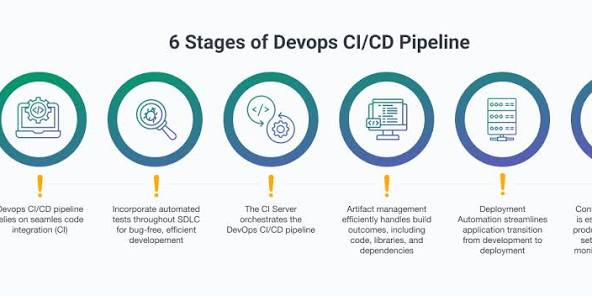 6 Stages of Devops CI/CD Pipeline
Devops CI/CD pipeline
relies on seamles code
integration (CI)
Incorporate automated
tests throughout SDLC
for bug-free, efficient
developement
The CI Server
orchestrates the
DevOps CI/CD pipeline
Artifact management
efficiently handles build
outcomes, including
code, libraries, and
dependencies
Deployment
Automation streamlines
application transition
from development to
deployment
is es